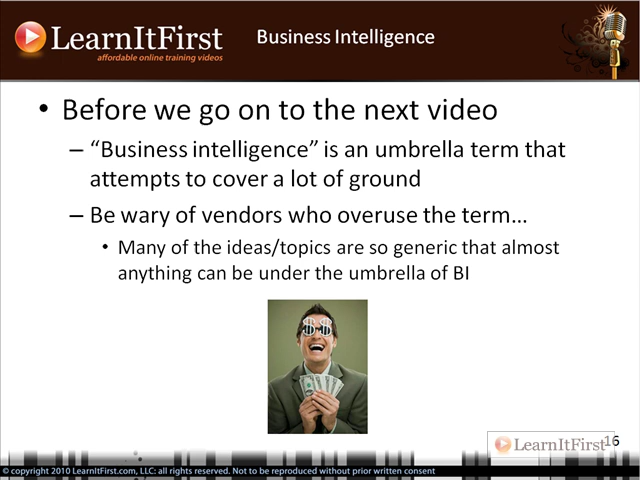 LearnItFirst
affordable online training videos
Business Intelligence
• Before we go on to the next video
– “Business intelligence” is an umbrella term that
attempts to cover a lot of ground
– Be wary of vendors who overuse the term…
• Many of the ideas/topics are so generic that almost
anything can be under the umbrella of BI
LearnItFirst
16
© copyright 2010 LearnItFirst.com, LLC: all rights reserved. Not to be reproduced without prior written consent